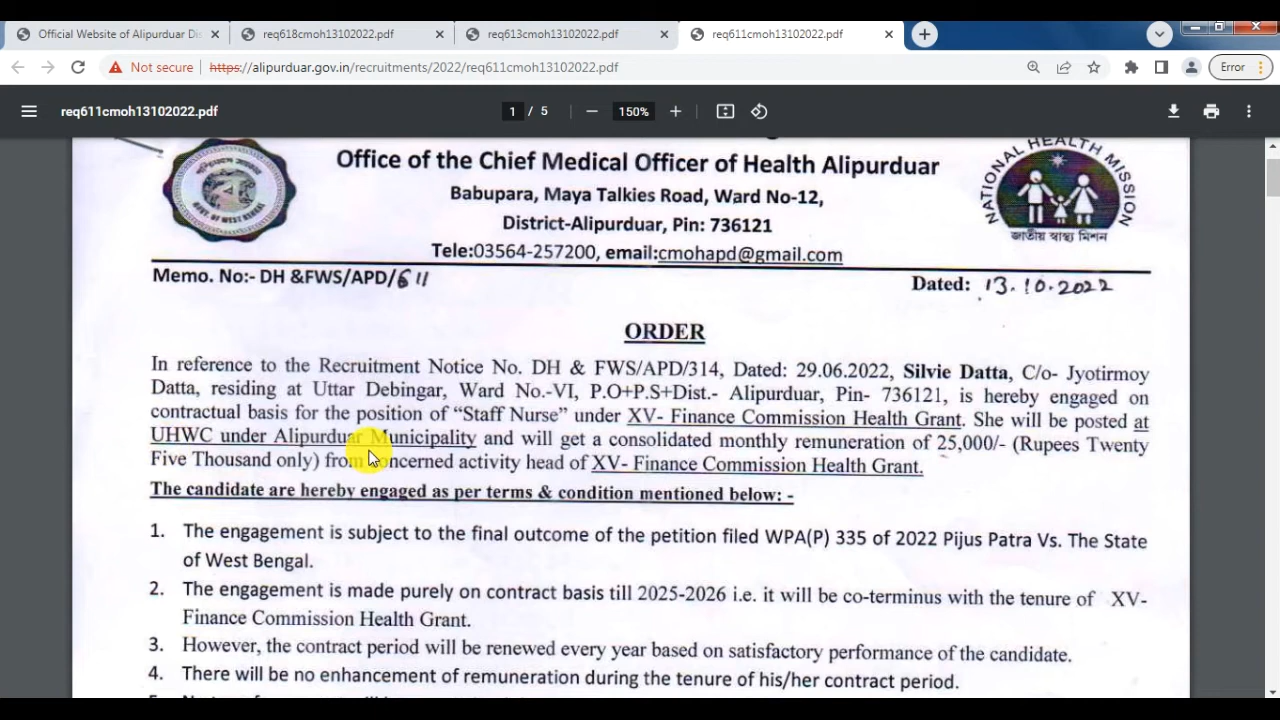 Official Website of Alipurduar Di
req618cmoh13102022.pdf
req613cmoh13102022.pdf
req611cmoh13102022.pdf
Not secure
https://alipurduar.gov.in/recruitments/2022/req611cmoh13102022.pdf
Error
req611cmoh13102022.pdf
1 / 5
150%
Office of the Chief Medical Officer of Health Alipurduar
Babupara, Maya Talkies Road, Ward No-12,
District-Alipurduar, Pin: 736121
Tele:03564-257200, email:cmohapd@gmail.com
GOVT. OF WEST BENGAL
NATIONAL HEALTH MISSION
জাতীয় স্বাস্থ্য মিশন
Memo. No:- DH &FWS/APD/611
Dated: 13.10.2022
ORDER
In reference to the Recruitment Notice No. DH & FWS/APD/314, Dated: 29.06.2022, Silvie Datta, C/o- Jyotirmoy
Datta, residing at Uttar Debingar, Ward No.-VI, P.O+P.S+Dist.- Alipurduar, Pin- 736121, is hereby engaged on
contractual basis for the position of “Staff Nurse” under XV- Finance Commission Health Grant. She will be posted at
UHWC under Alipurduar Municipality and will get a consolidated monthly remuneration of 25,000/- (Rupees Twenty
Five Thousand only) from concerned activity head of XV- Finance Commission Health Grant.
The candidate are hereby engaged as per terms & condition mentioned below: -
1. The engagement is subject to the final outcome of the petition filed WPA(P) 335 of 2022 Pijus Patra Vs. The State
of West Bengal.
2. The engagement is made purely on contract basis till 2025-2026 i.e. it will be co-terminus with the tenure of XV-
Finance Commission Health Grant.
3. However, the contract period will be renewed every year based on satisfactory performance of the candidate.
4. There will be no enhancement of remuneration during the tenure of his/her contract period.